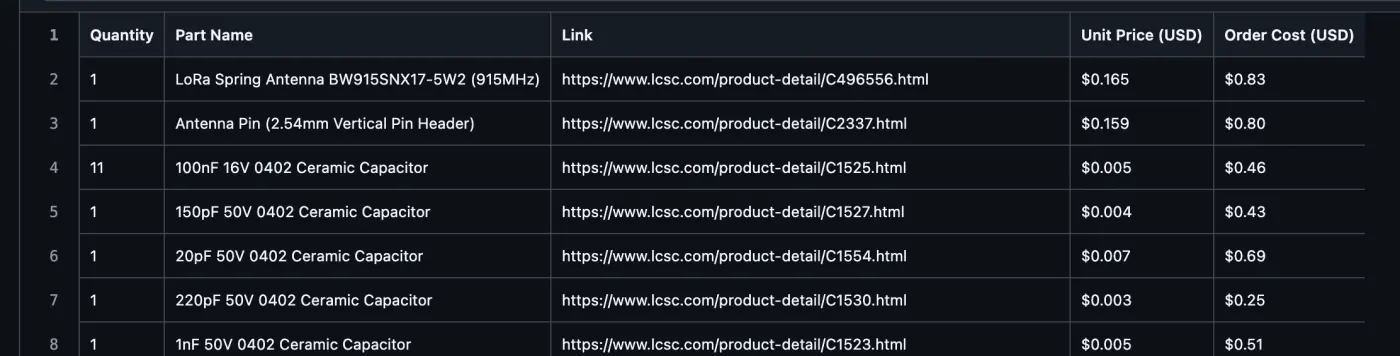 1 Quantity Part Name Link Unit Price (USD) Order Cost (USD)
2 1 LoRa Spring Antenna BW915SNX17-5W2 (915MHz) https://www.lcsc.com/product-detail/C496556.html $0.165 $0.83
3 1 Antenna Pin (2.54mm Vertical Pin Header) https://www.lcsc.com/product-detail/C2337.html $0.159 $0.80
4 11 100nF 16V 0402 Ceramic Capacitor https://www.lcsc.com/product-detail/C1525.html $0.005 $0.46
5 1 150pF 50V 0402 Ceramic Capacitor https://www.lcsc.com/product-detail/C1527.html $0.004 $0.43
6 1 20pF 50V 0402 Ceramic Capacitor https://www.lcsc.com/product-detail/C1554.html $0.007 $0.69
7 1 220pF 50V 0402 Ceramic Capacitor https://www.lcsc.com/product-detail/C1530.html $0.003 $0.25
8 1 1nF 50V 0402 Ceramic Capacitor https://www.lcsc.com/product-detail/C1523.html $0.005 $0.51